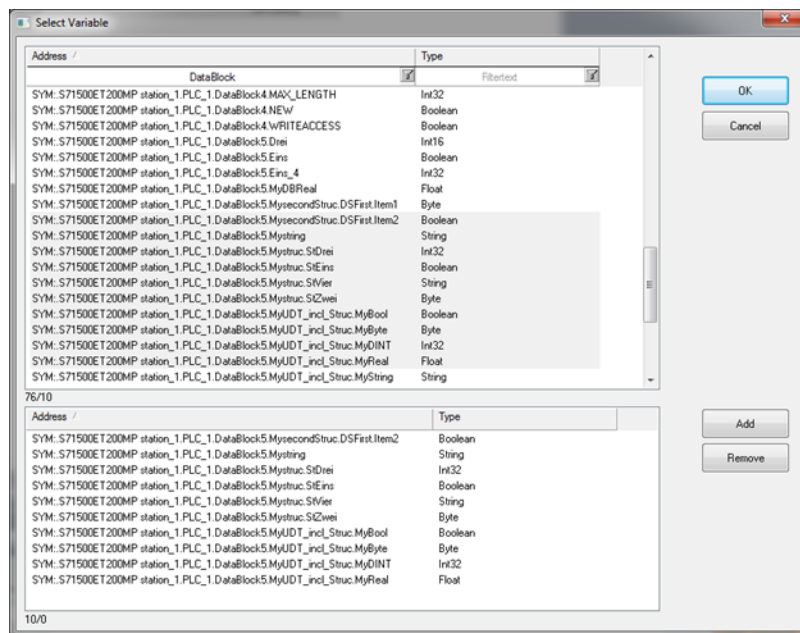 Select Variable
Address Type
DataBlock Filtertext
SYM:.S71500ET200MP station_1.PLC_1.DataBlock4.MAX_LENGTH Int32
SYM:.S71500ET200MP station_1.PLC_1.DataBlock4.NEW Boolean
SYM:.S71500ET200MP station_1.PLC_1.DataBlock4.WRITEACCESS Boolean
SYM:.S71500ET200MP station_1.PLC_1.DataBlock5.Drei Int16
SYM:.S71500ET200MP station_1.PLC_1.DataBlock5.Eins Boolean
SYM:.S71500ET200MP station_1.PLC_1.DataBlock5.Eins_4 Int32
SYM:.S71500ET200MP station_1.PLC_1.DataBlock5.MyDBReal Float
SYM:.S71500ET200MP station_1.PLC_1.DataBlock5.MysecondStruc.DSFirst.Item1 Byte
SYM:.S71500ET200MP station_1.PLC_1.DataBlock5.MysecondStruc.DSFirst.Item2 Boolean
SYM:.S71500ET200MP station_1.PLC_1.DataBlock5.Mystring String
SYM:.S71500ET200MP station_1.PLC_1.DataBlock5.Mystruc.StDrei Int32
SYM:.S71500ET200MP station_1.PLC_1.DataBlock5.Mystruc.StEins Boolean
SYM:.S71500ET200MP station_1.PLC_1.DataBlock5.Mystruc.StVier String
SYM:.S71500ET200MP station_1.PLC_1.DataBlock5.Mystruc.StZwei Byte
SYM:.S71500ET200MP station_1.PLC_1.DataBlock5.MyUDT_incl_Struc.MyBool Boolean
SYM:.S71500ET200MP station_1.PLC_1.DataBlock5.MyUDT_incl_Struc.MyByte Byte
SYM:.S71500ET200MP station_1.PLC_1.DataBlock5.MyUDT_incl_Struc.MyDINT Int32
SYM:.S71500ET200MP station_1.PLC_1.DataBlock5.MyUDT_incl_Struc.MyReal Float
SYM:.S71500ET200MP station_1.PLC_1.DataBlock5.MyUDT_incl_Struc.MyString String
76/10
OK
Cancel
Address Type
SYM:.S71500ET200MP station_1.PLC_1.DataBlock5.MysecondStruc.DSFirst.Item2 Boolean
SYM:.S71500ET200MP station_1.PLC_1.DataBlock5.Mystring String
SYM:.S71500ET200MP station_1.PLC_1.DataBlock5.Mystruc.StDrei Int32
SYM:.S71500ET200MP station_1.PLC_1.DataBlock5.Mystruc.StEins Boolean
SYM:.S71500ET200MP station_1.PLC_1.DataBlock5.Mystruc.StVier String
SYM:.S71500ET200MP station_1.PLC_1.DataBlock5.Mystruc.StZwei Byte
SYM:.S71500ET200MP station_1.PLC_1.DataBlock5.MyUDT_incl_Struc.MyBool Boolean
SYM:.S71500ET200MP station_1.PLC_1.DataBlock5.MyUDT_incl_Struc.MyByte Byte
SYM:.S71500ET200MP station_1.PLC_1.DataBlock5.MyUDT_incl_Struc.MyDINT Int32
SYM:.S71500ET200MP station_1.PLC_1.DataBlock5.MyUDT_incl_Struc.MyReal Float
10/0
Add
Remove